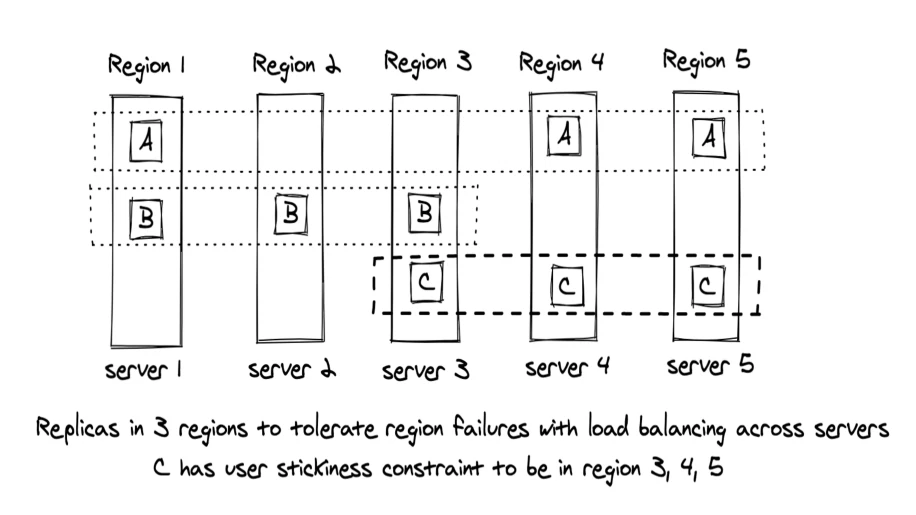 Region 1 Region 2 Region 3 Region 4 Region 5
A A A
B B B
C C C
server 1 server 2 server 3 server 4 server 5
Replicas in 3 regions to tolerate region failures with load balancing across servers
C has user stickiness constraint to be in region 3, 4, 5